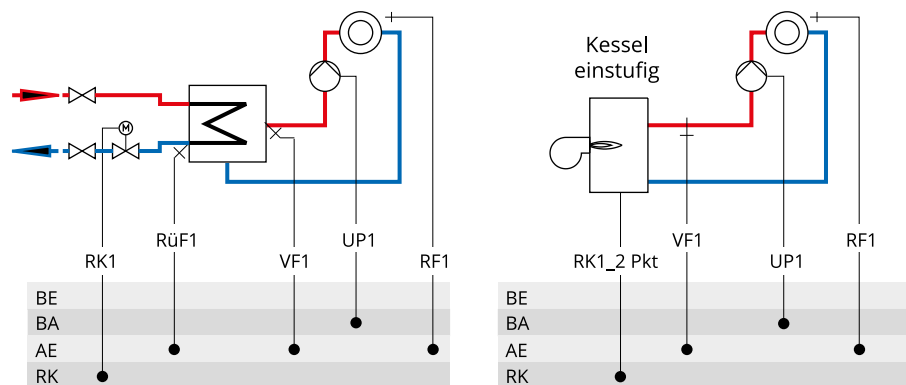 M
RüF1
UP1
RK1
VF1
RF1
BE
BA
AE
RK
Kessel
einstufig
VF1
RF1
RK1_2 Pkt
UP1
BE
BA
AE
RK